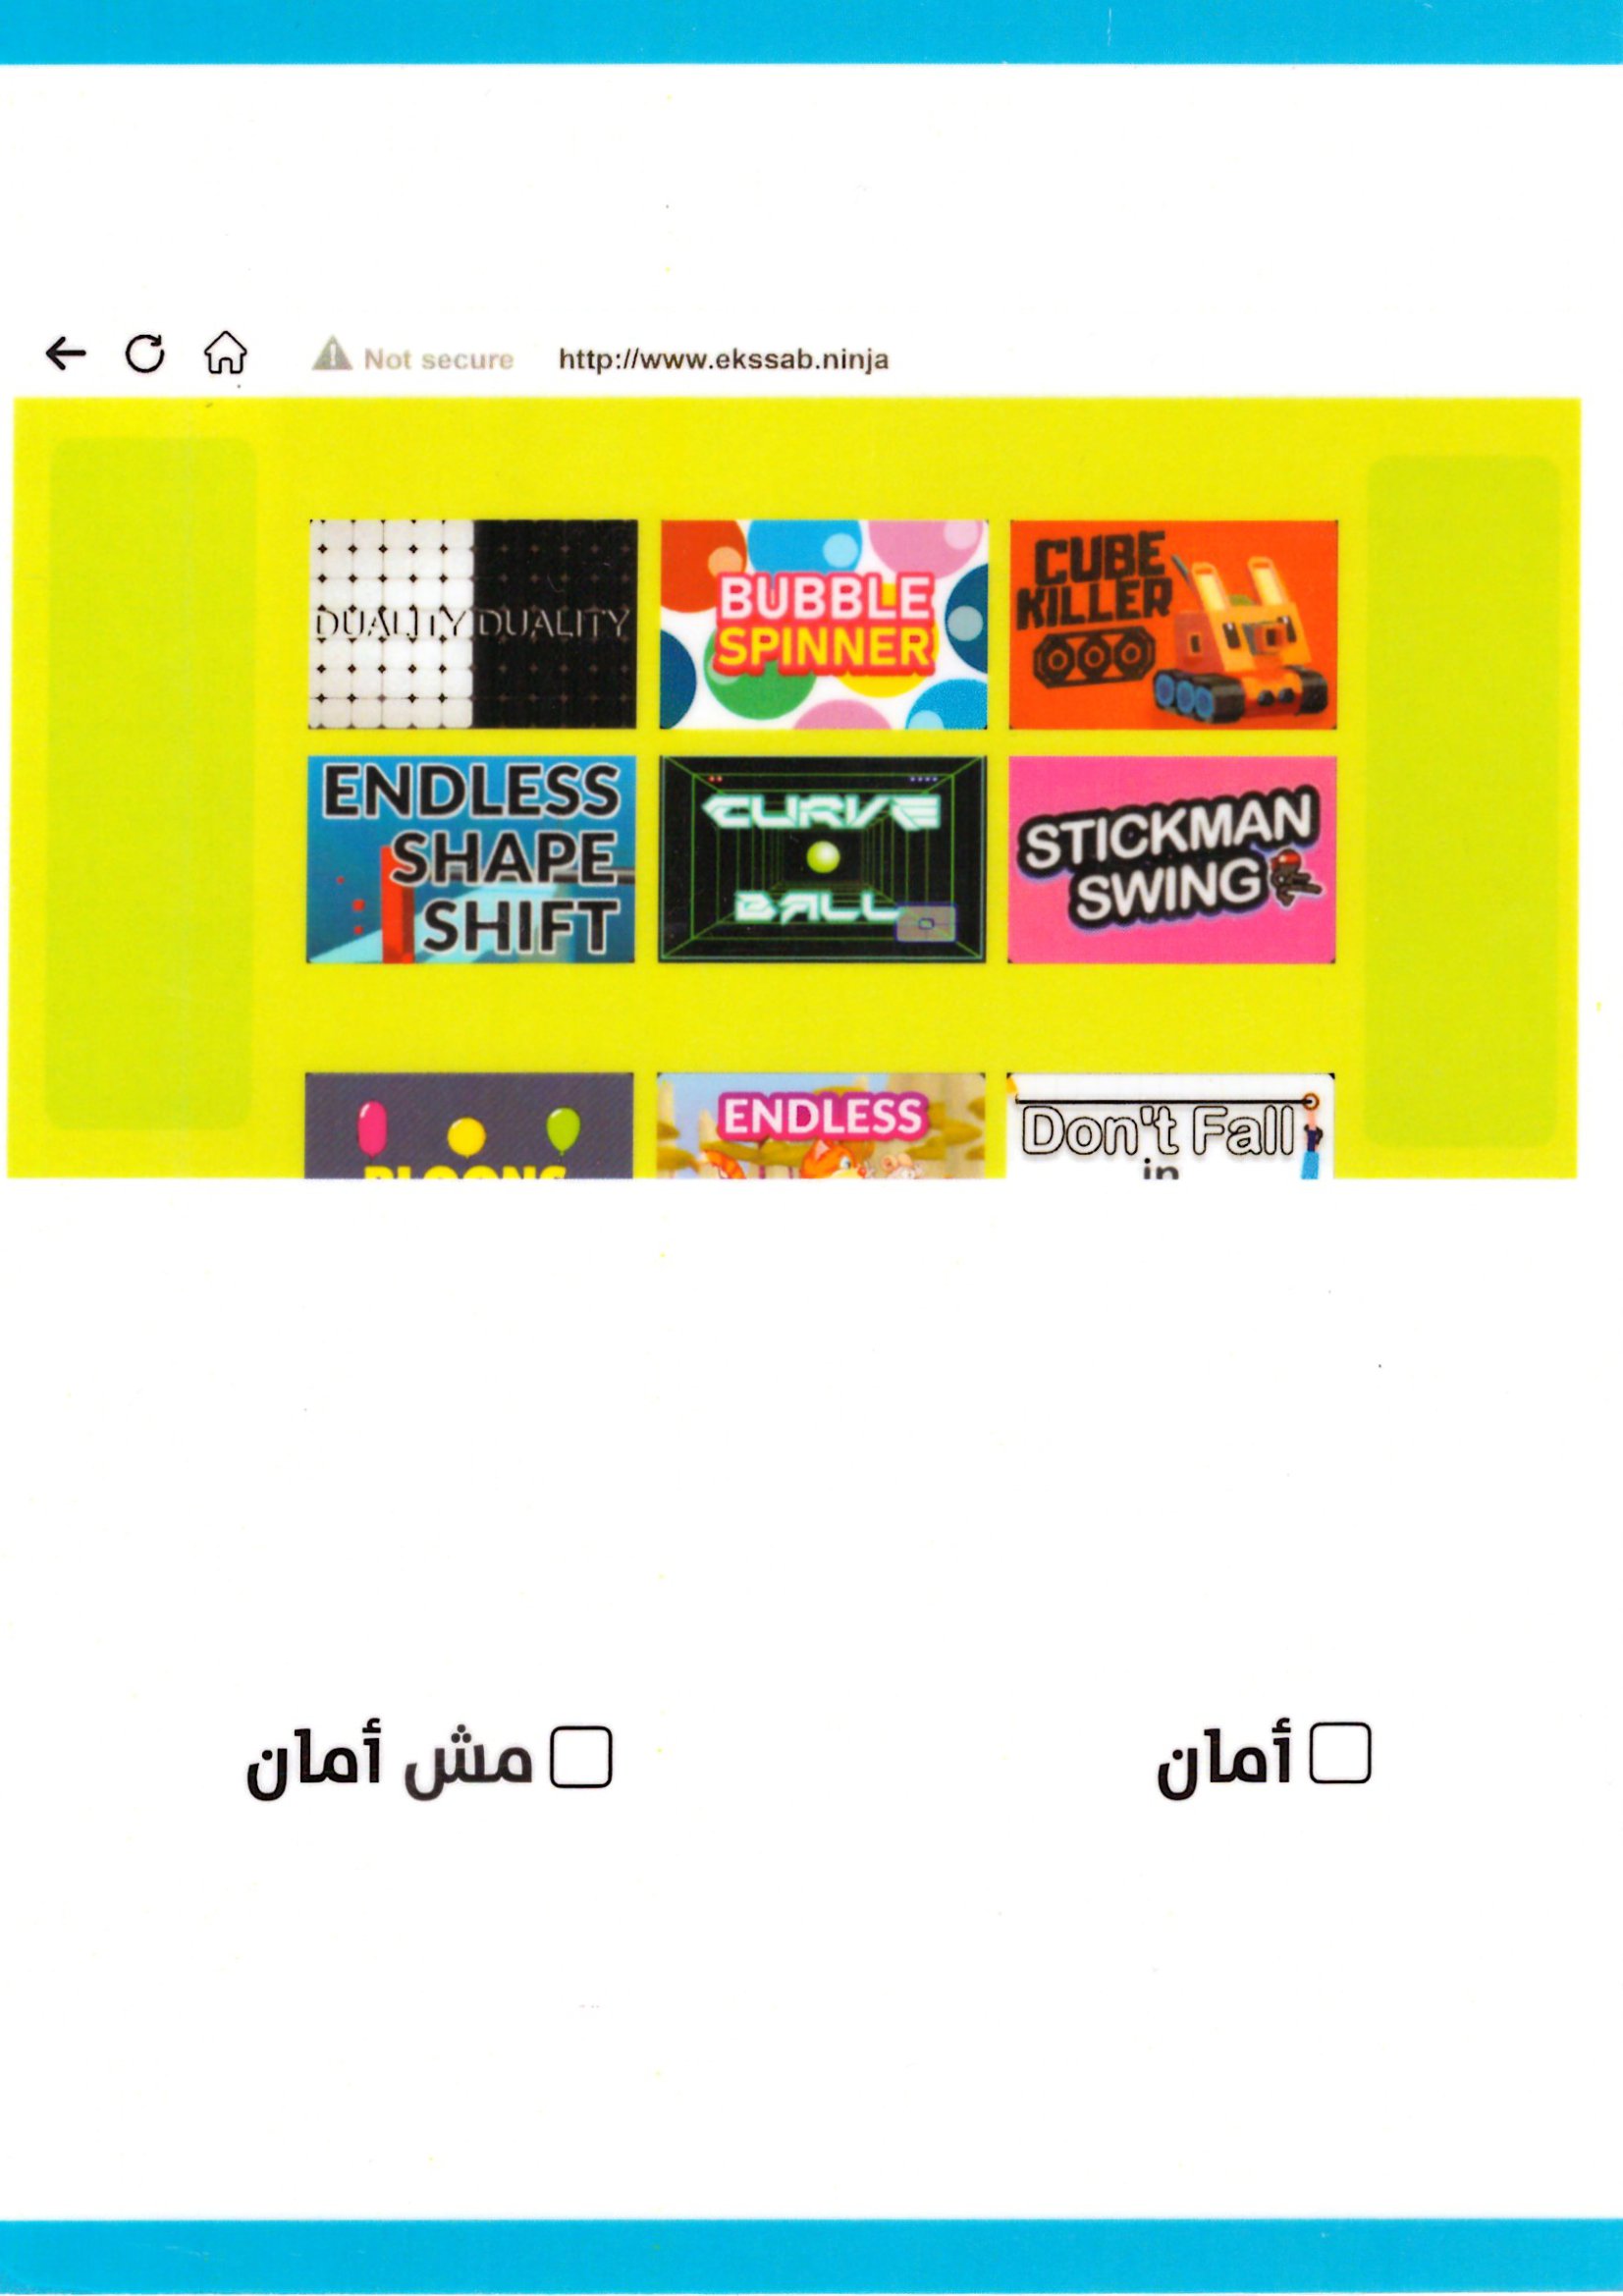 Not secure http://www.ekssab.ninja
DUALITY DUALITY
BUBBLE
SPINNER
CUBE
KILLER
ENDLESS
SHAPE
SHIFT
CURVE
BALL
STICKMAN
SWING
BLOONS
ENDLESS
Don't Fall
in
أمان
مش أمان